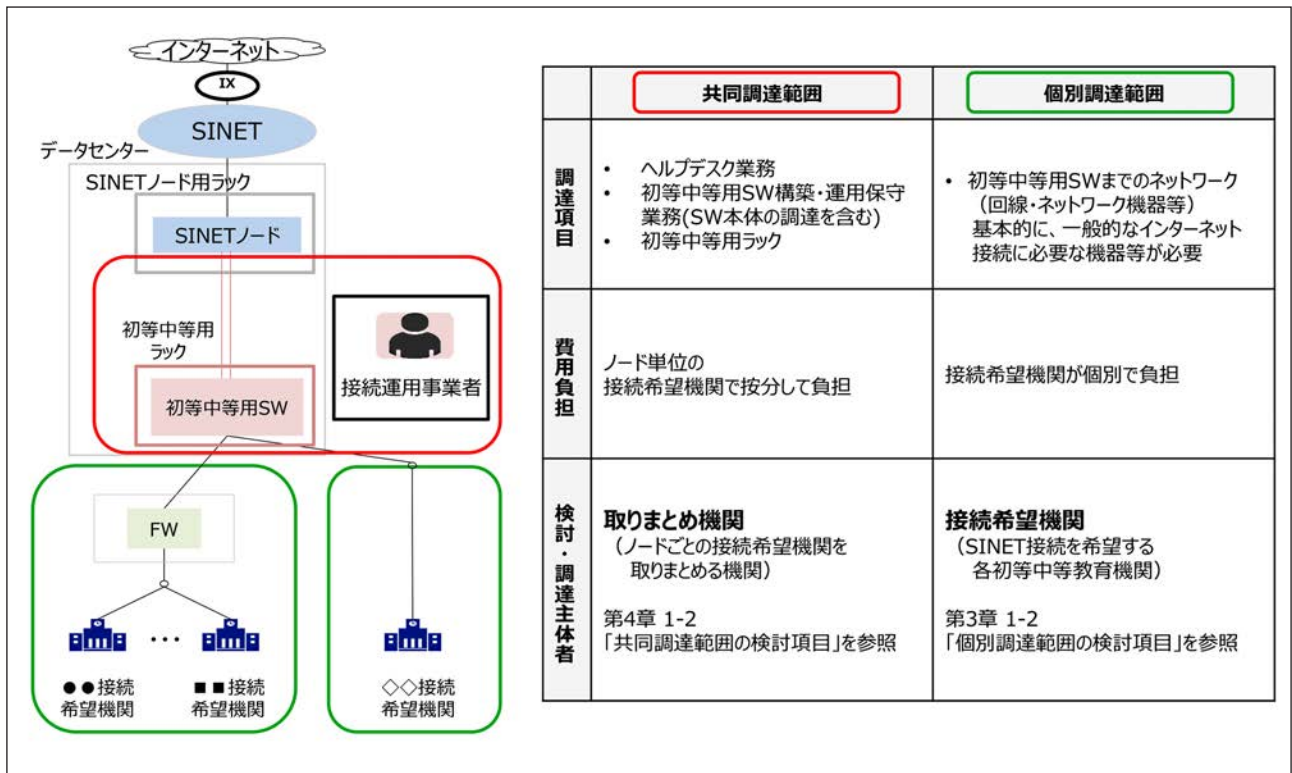 インターネット
IX
SINET
データセンター
SINETノード用ラック
SINETノード
初等中等用
ラック
初等中等用SW
接続運用事業者
FW
・・・
●●接続
希望機関
■■接続
希望機関
◇◇接続
希望機関
共同調達範囲
個別調達範囲
調達項目
• ヘルプデスク業務
• 初等中等用SW構築・運用保守
業務(SW本体の調達を含む)
• 初等中等用ラック
• 初等中等用SWまでのネットワーク
（回線・ネットワーク機器等）
基本的に、一般的なインターネット
接続に必要な機器等が必要
費用負担
ノード単位の
接続希望機関で按分して負担
接続希望機関が個別で負担
検討・調達主体者
取りまとめ機関
（ノードごとの接続希望機関を
取りまとめる機関）
第4章 1-2
「共同調達範囲の検討項目」を参照
接続希望機関
（SINET接続を希望する
各初等中等教育機関）
第3章 1-2
「個別調達範囲の検討項目」を参照